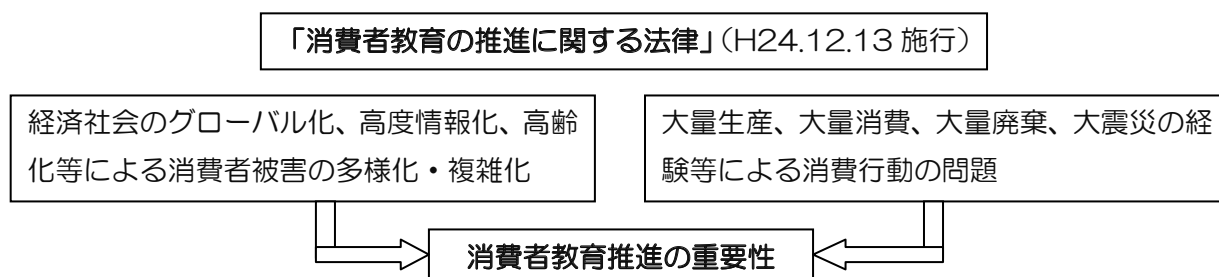 「消費者教育の推進に関する法律」(H24.12.13 施行)
経済社会のグローバル化、高度情報化、高齢
化等による消費者被害の多様化・複雑化
大量生産、大量消費、大量廃棄、大震災の経
験等による消費行動の問題
消費者教育推進の重要性